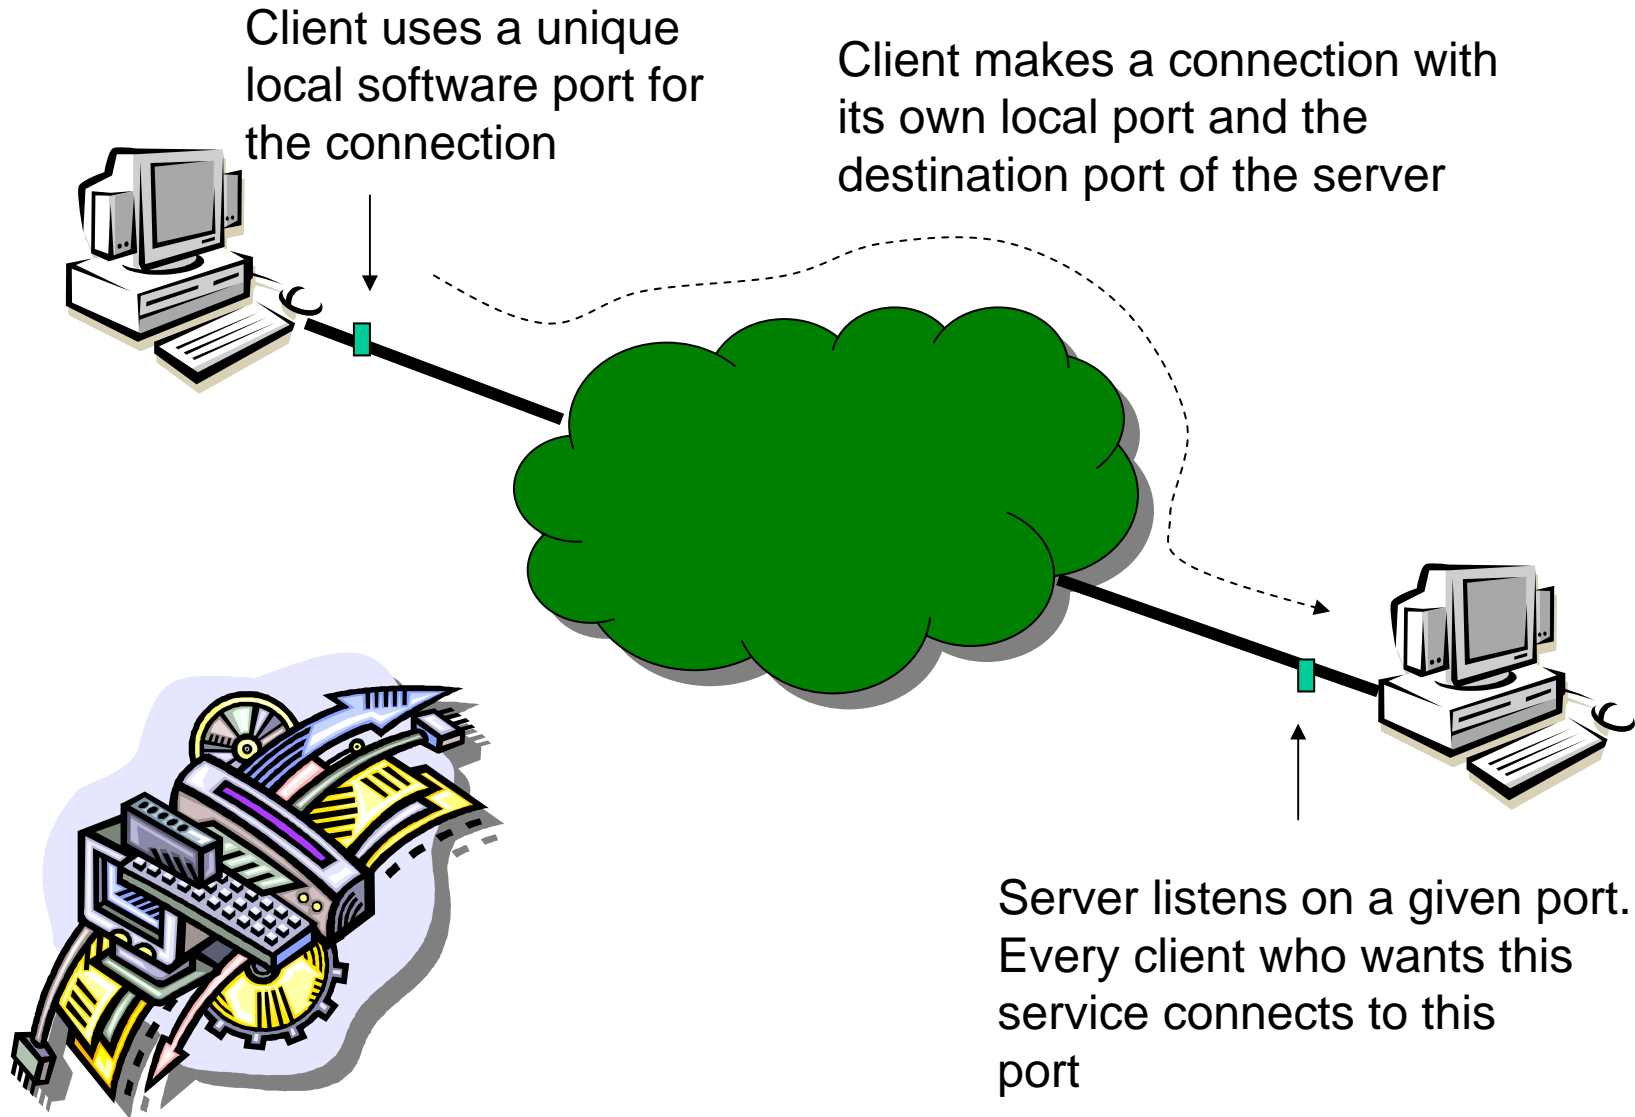 Client uses a unique
local software port for
the connection
Client makes a connection with
its own local port and the
destination port of the server
Server listens on a given port.
Every client who wants this
service connects to this
port